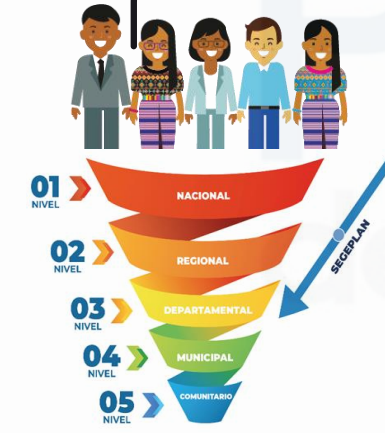 01
NIVEL
NACIONAL
02
NIVEL
REGIONAL
SEGEPLAN
03
NIVEL
DEPARTAMENTAL
04
NIVEL
MUNICIPAL
05
NIVEL
COMUNITARIO